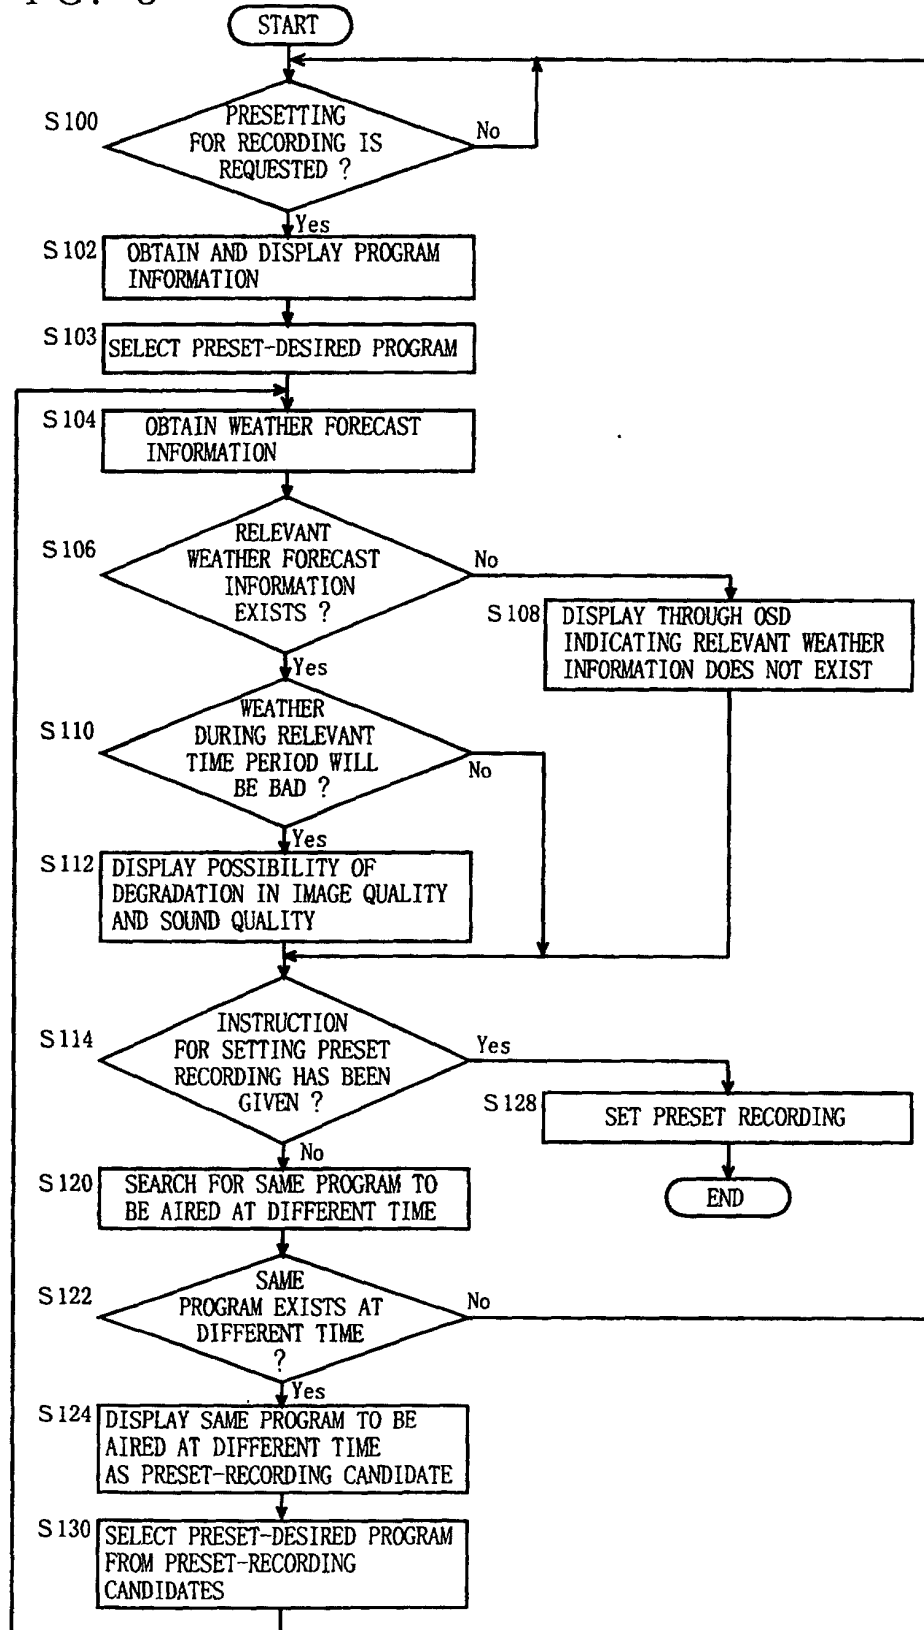 START
S100
PRESETTING
FOR RECORDING IS
REQUESTED ?
No
Yes
S102
OBTAIN AND DISPLAY PROGRAM
INFORMATION
S103
SELECT PRESET-DESIRED PROGRAM
S104
OBTAIN WEATHER FORECAST
INFORMATION
S106
RELEVANT
WEATHER FORECAST
INFORMATION
EXISTS ?
No
Yes
S108
DISPLAY THROUGH OSD
INDICATING RELEVANT WEATHER
INFORMATION DOES NOT EXIST
S110
WEATHER
DURING RELEVANT
TIME PERIOD WILL
BE BAD ?
No
Yes
S112
DISPLAY POSSIBILITY OF
DEGRADATION IN IMAGE QUALITY
AND SOUND QUALITY
S114
INSTRUCTION
FOR SETTING PRESET
RECORDING HAS BEEN
GIVEN ?
Yes
No
S128
SET PRESET RECORDING
END
S120
SEARCH FOR SAME PROGRAM TO
BE AIRED AT DIFFERENT TIME
S122
SAME
PROGRAM EXISTS AT
DIFFERENT TIME
?
No
Yes
S124
DISPLAY SAME PROGRAM TO BE
AIRED AT DIFFERENT TIME
AS PRESET-RECORDING CANDIDATE
S130
SELECT PRESET-DESIRED PROGRAM
FROM PRESET-RECORDING
CANDIDATES